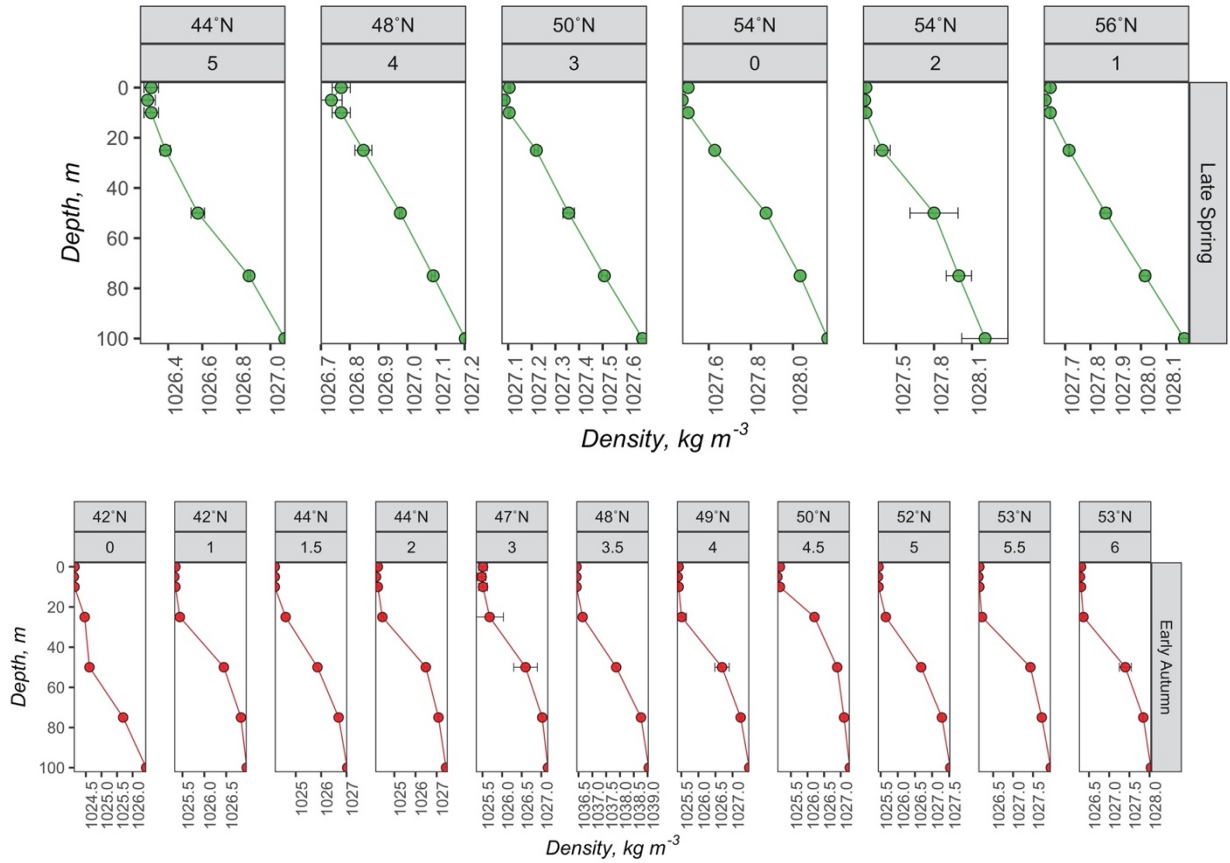 44°N 48°N 50°N 54°N 54°N 56°N
5 4 3 0 2 1
0
20
40
60
80
100
Depth, m
Late Spring
1026.4 1026.6 1026.8 1027.0
1026.7 1026.8 1026.9 1027.0 1027.1 1027.2
1027.1 1027.2 1027.3 1027.4 1027.5 1027.6
1027.6 1027.8 1028.0
1027.5 1027.8 1028.1
1027.7 1027.8 1027.9 1028.0 1028.1
Density, kg m-3
42°N 42°N 44°N 44°N 47°N 48°N 49°N 50°N 52°N 53°N 53°N
0 1 1.5 2 3 3.5 4 4.5 5 5.5 6
0
20
40
60
80
100
Depth, m
Early Autumn
1024.5 1025.0 1025.5 1026.0
1025.5 1026.0 1026.5
1025 1026 1027
1025 1026 1027
1025.5 1026.0 1026.5 1027.0
1036.5 1037.0 1037.5 1038.0 1038.5 1039.0
1025.5 1026.0 1026.5 1027.0
1025.5 1026.0 1026.5 1027.0
1025.5 1026.0 1026.5 1027.0 1027.5
1026.5 1027.0 1027.5
1026.5 1027.0 1027.5 1028.0
Density, kg m-3